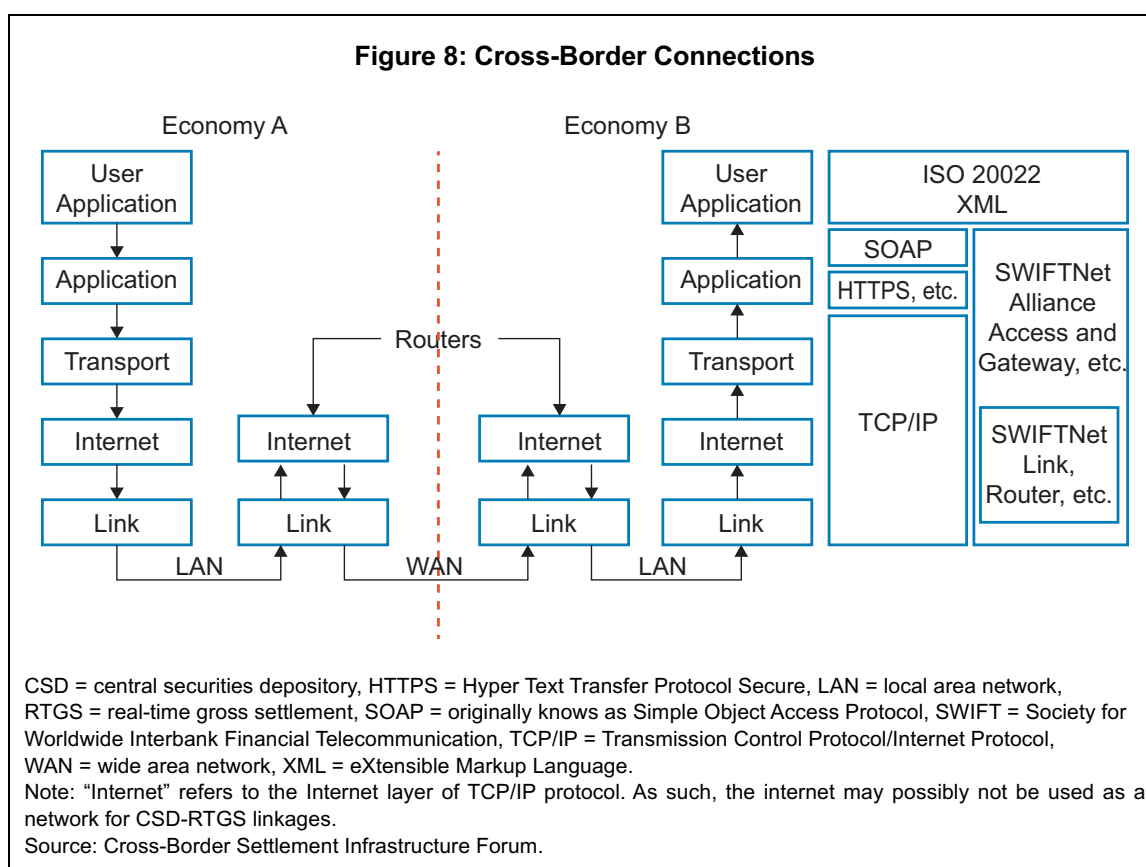 Figure 8: Cross-Border Connections
Economy A
Economy B
User
Application
Application
Transport
Internet
Link
Routers
Internet
Link
Internet
Link
User
Application
Application
Transport
Internet
Link
LAN
WAN
LAN
ISO 20022
XML
SOAP
HTTPS, etc.
TCP/IP
SWIFTNet
Alliance
Access and
Gateway, etc.
SWIFTNet
Link,
Router, etc.
CSD = central securities depository, HTTPS = Hyper Text Transfer Protocol Secure, LAN = local area network,
RTGS = real-time gross settlement, SOAP = originally knows as Simple Object Access Protocol, SWIFT = Society for
Worldwide Interbank Financial Telecommunication, TCP/IP = Transmission Control Protocol/Internet Protocol,
WAN = wide area network, XML = eXtensible Markup Language.
Note: “Internet” refers to the Internet layer of TCP/IP protocol. As such, the internet may possibly not be used as a
network for CSD-RTGS linkages.
Source: Cross-Border Settlement Infrastructure Forum.